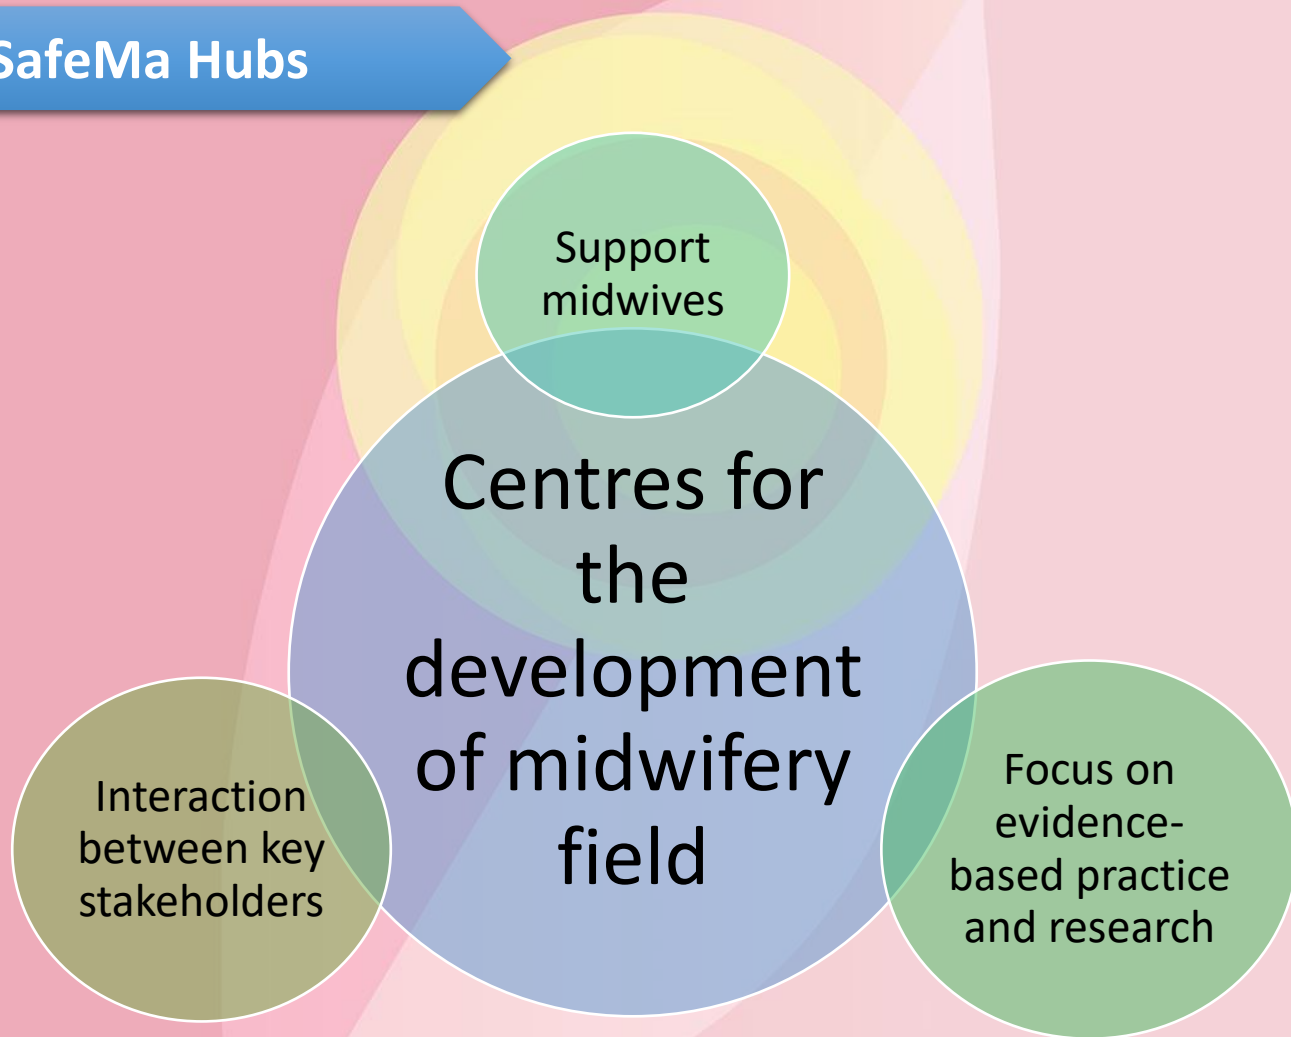 SafeMa Hubs
Support
midwives
Centres for
the
development
of midwifery
field
Interaction
between key
stakeholders
Focus on
evidence-
based practice
and research